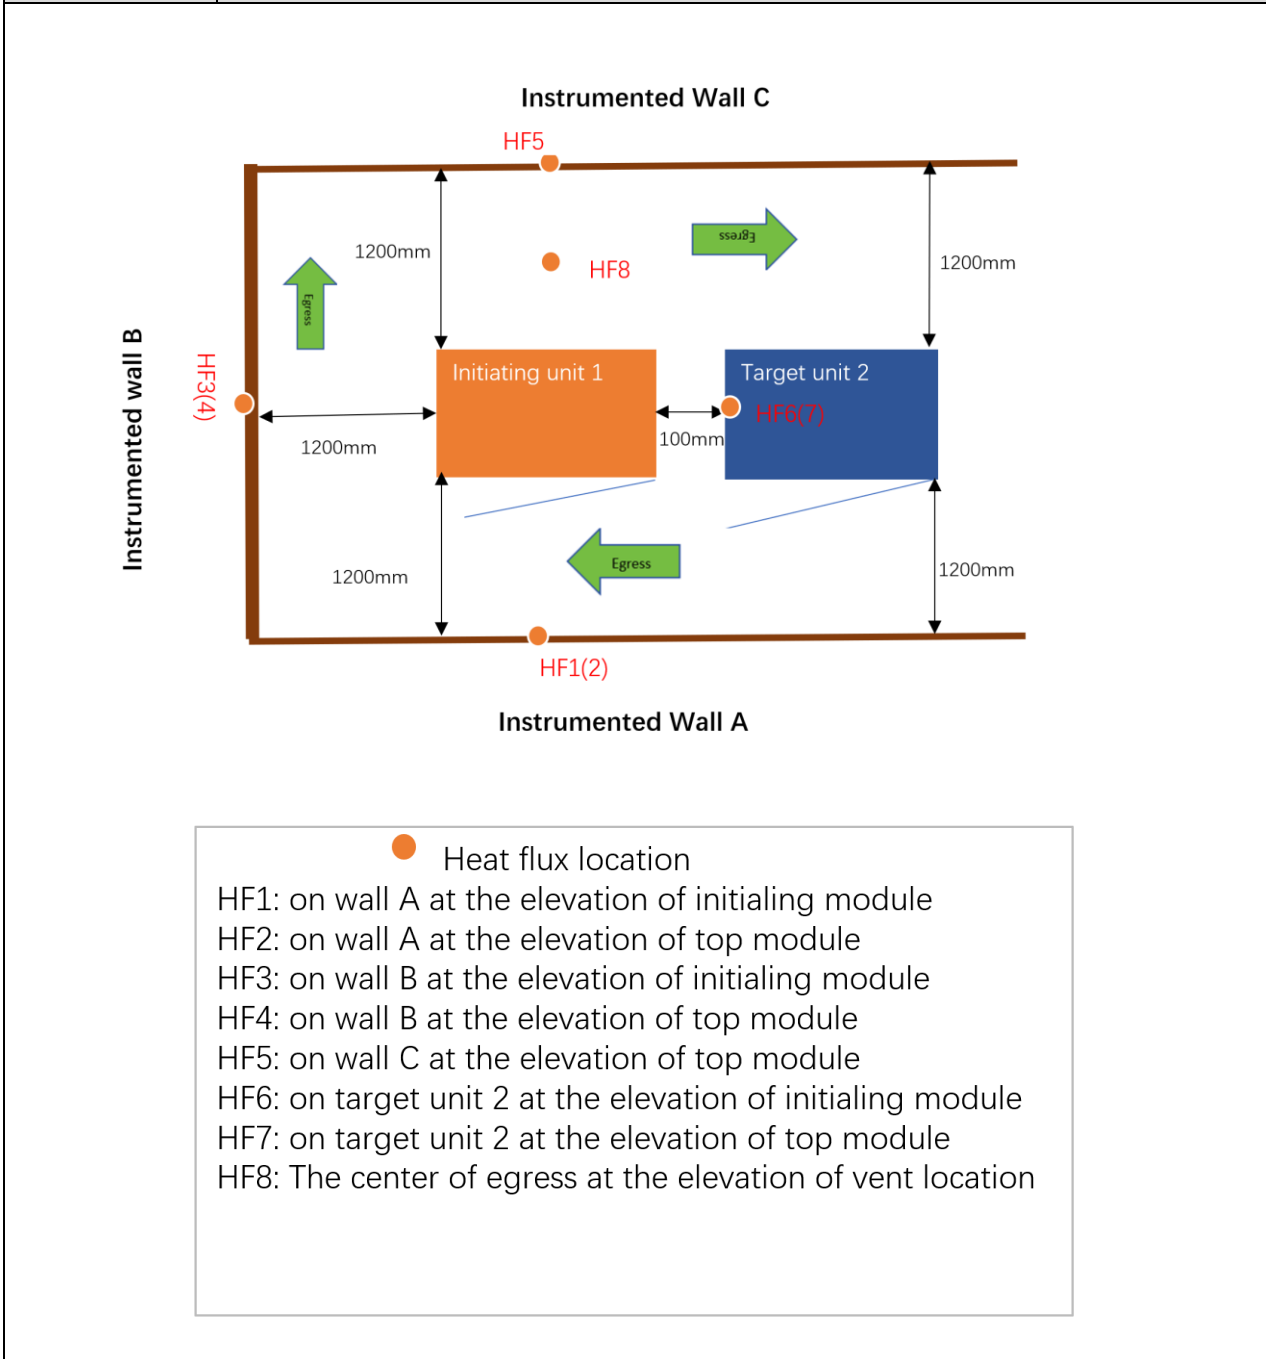 Instrumented Wall C
HF5
1200mm
Egress
1200mm
HF8
Egress
Instrumented wall B
HF3(4)
Initiating unit 1
Target unit 2
HF6(7)
1200mm
100mm
1200mm
Egress
1200mm
HF1(2)
Instrumented Wall A
Heat flux location
HF1: on wall A at the elevation of initialing module
HF2: on wall A at the elevation of top module
HF3: on wall B at the elevation of initialing module
HF4: on wall B at the elevation of top module
HF5: on wall C at the elevation of top module
HF6: on target unit 2 at the elevation of initialing module
HF7: on target unit 2 at the elevation of top module
HF8: The center of egress at the elevation of vent location